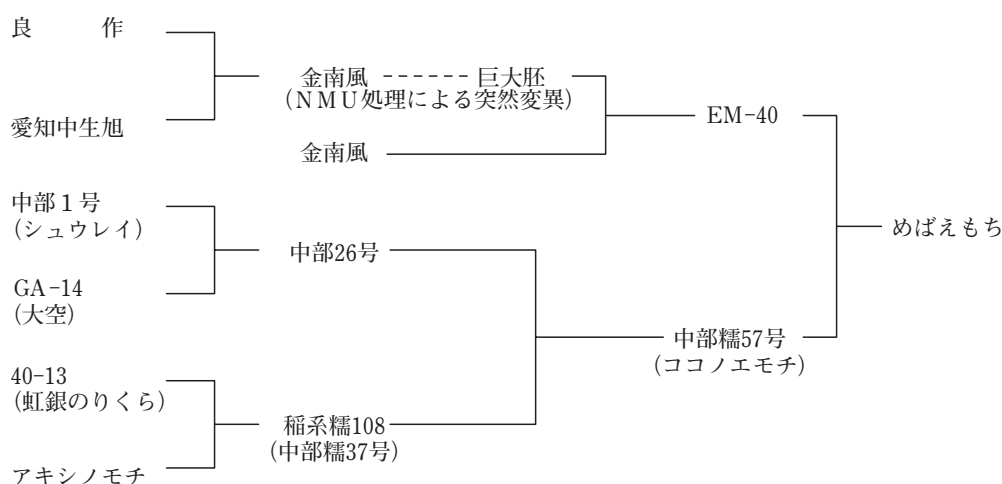 良　作
金南風 ------ 巨大胚
（NMU処理による突然変異）
愛知中生旭
EM-40
金南風
中部１号
（シュウレイ）
中部26号
めばえもち
GA-14
（大空）
中部糯57号
（ココノエモチ）
40-13
（虹銀のりくら）
稲系糯108
（中部糯37号）
アキシノモチ